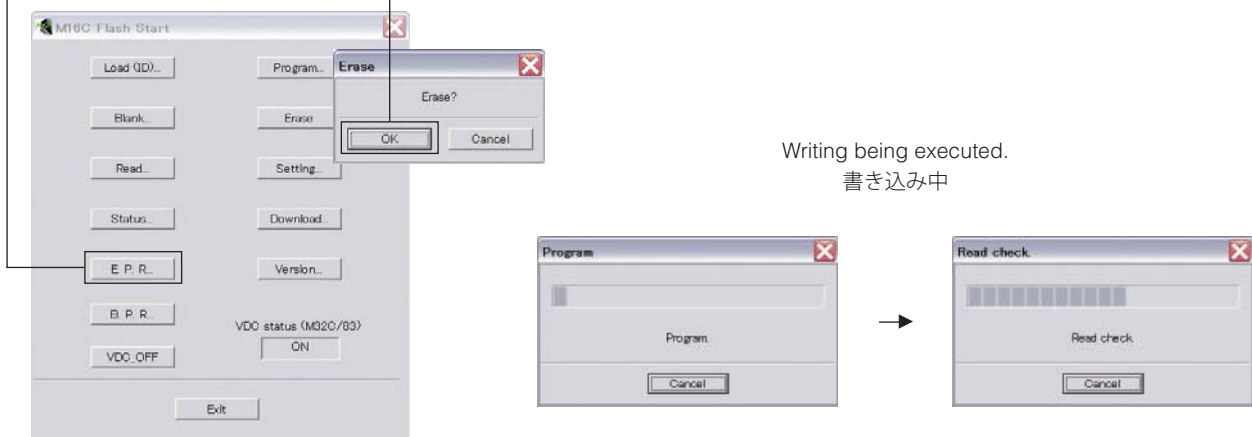 M16C Flash Start
Load (ID)...
Program...
Blank...
Erase
Read...
Setting...
Status...
Download...
E. P. R...
Version...
B. P. R...
VDC status (M32C/83)
ON
VDC_OFF
Exit
Erase
Erase?
OK
Cancel
Writing being executed.
書き込み中
Program
Program.
Cancel
Read check.
Read check.
Cancel